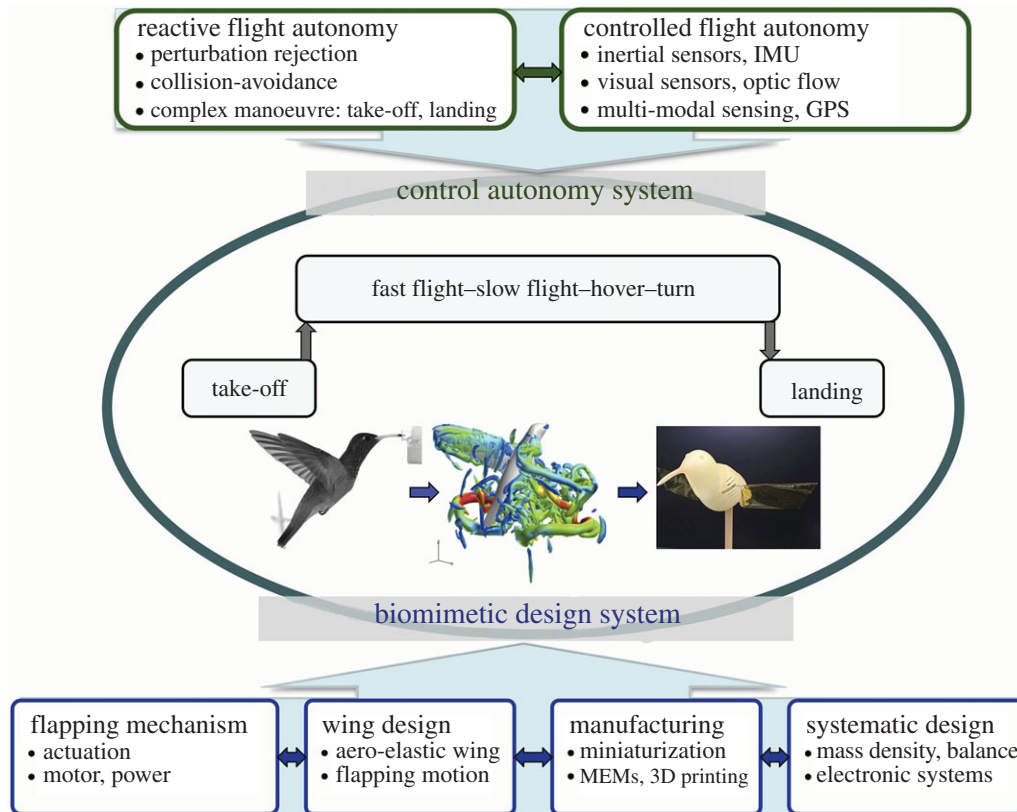 reactive flight autonomy
• perturbation rejection
• collision-avoidance
• complex manoeuvre: take-off, landing
controlled flight autonomy
• inertial sensors, IMU
• visual sensors, optic flow
• multi-modal sensing, GPS
control autonomy system
fast flight–slow flight–hover–turn
take-off
landing
biomimetic design system
flapping mechanism
• actuation
• motor, power
wing design
• aero-elastic wing
• flapping motion
manufacturing
• miniaturization
• MEMs, 3D printing
systematic design
• mass density, balance
• electronic systems